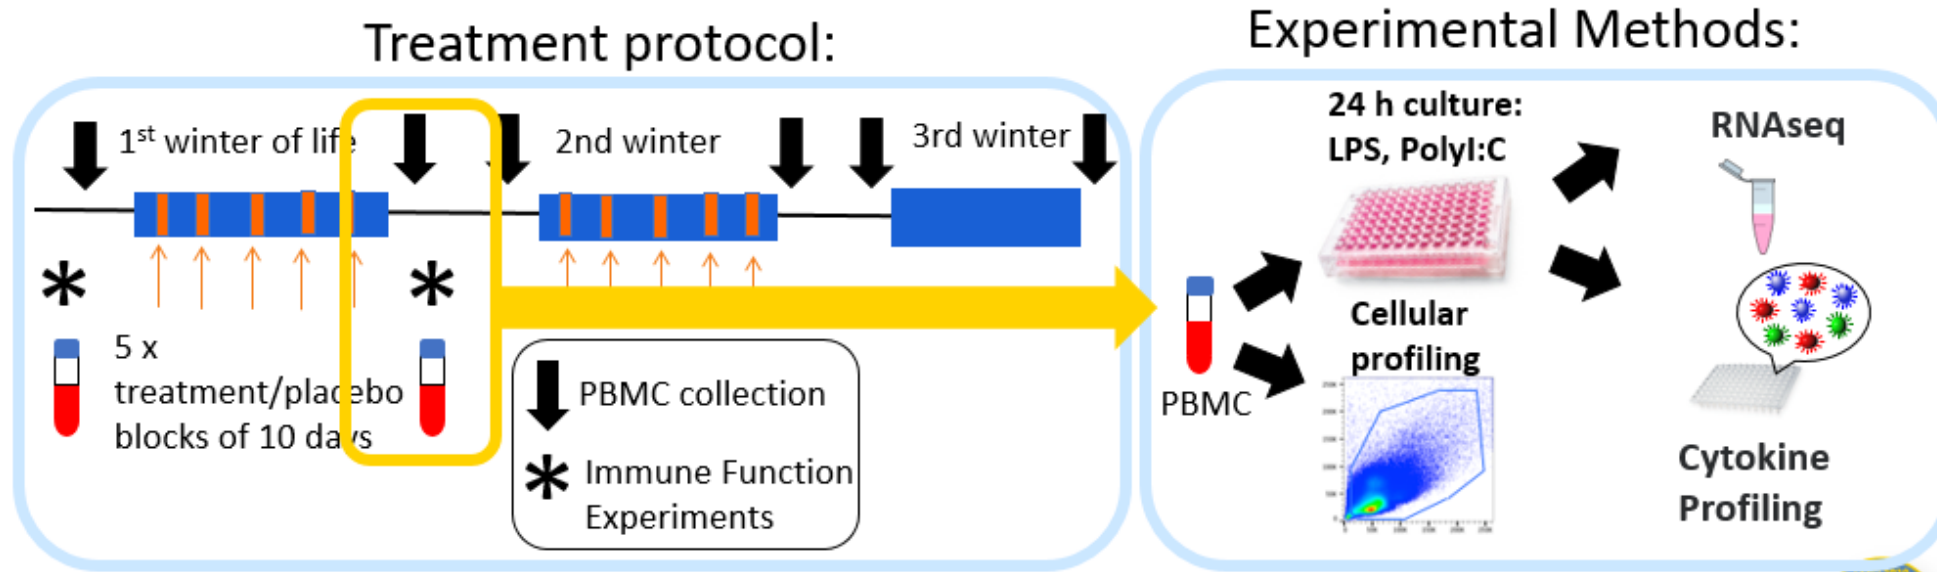 Treatment protocol:
1st winter of life
2nd winter
3rd winter
5 x
treatment/placebo
blocks of 10 days
PBMC collection
Immune Function
Experiments
Experimental Methods:
24 h culture:
LPS, PolyI:C
RNAseq
PBMC
Cellular
profiling
Cytokine
Profiling